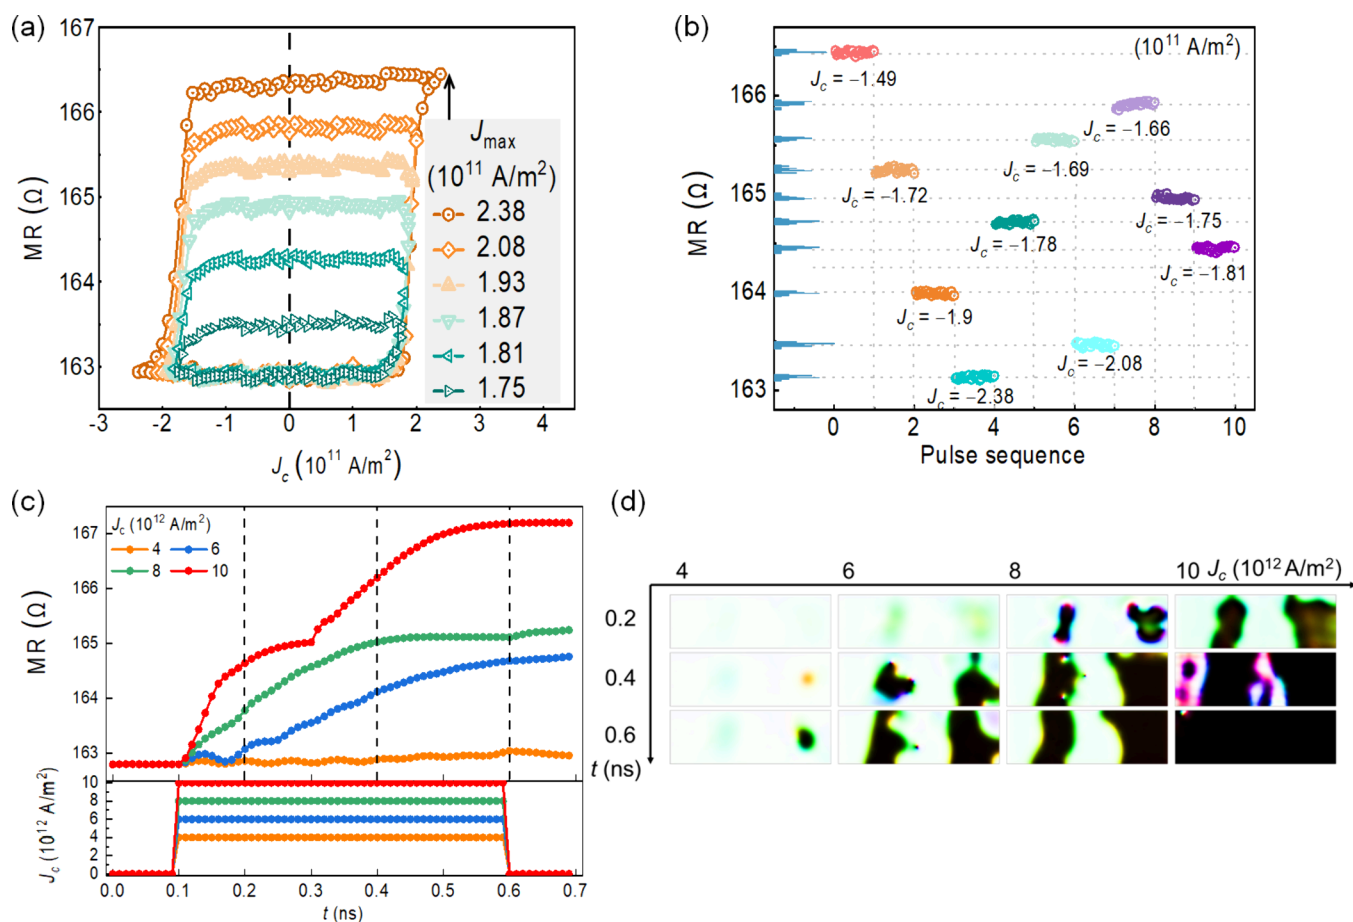 (a)
167
166
165
164
163
MR (Ω)
-3 -2 -1 0 1 2 3 4
J_c (10^11 A/m^2)
J_max
(10^11 A/m^2)
2.38
2.08
1.93
1.87
1.81
1.75
(b)
(10^11 A/m^2)
166
165
164
163
MR (Ω)
J_c = −1.49
J_c = −1.66
J_c = −1.69
J_c = −1.72
J_c = −1.75
J_c = −1.78
J_c = −1.81
J_c = −1.9
J_c = −2.08
J_c = −2.38
0 2 4 6 8 10
Pulse sequence
(c)
J_c (10^12 A/m^2)
4 6
8 10
167
166
165
164
163
MR (Ω)
10
8
6
4
2
0
J_c (10^12 A/m^2)
0.0 0.1 0.2 0.3 0.4 0.5 0.6 0.7
t (ns)
(d)
4 6 8 10 J_c (10^12 A/m^2)
0.2
0.4
0.6
t (ns)